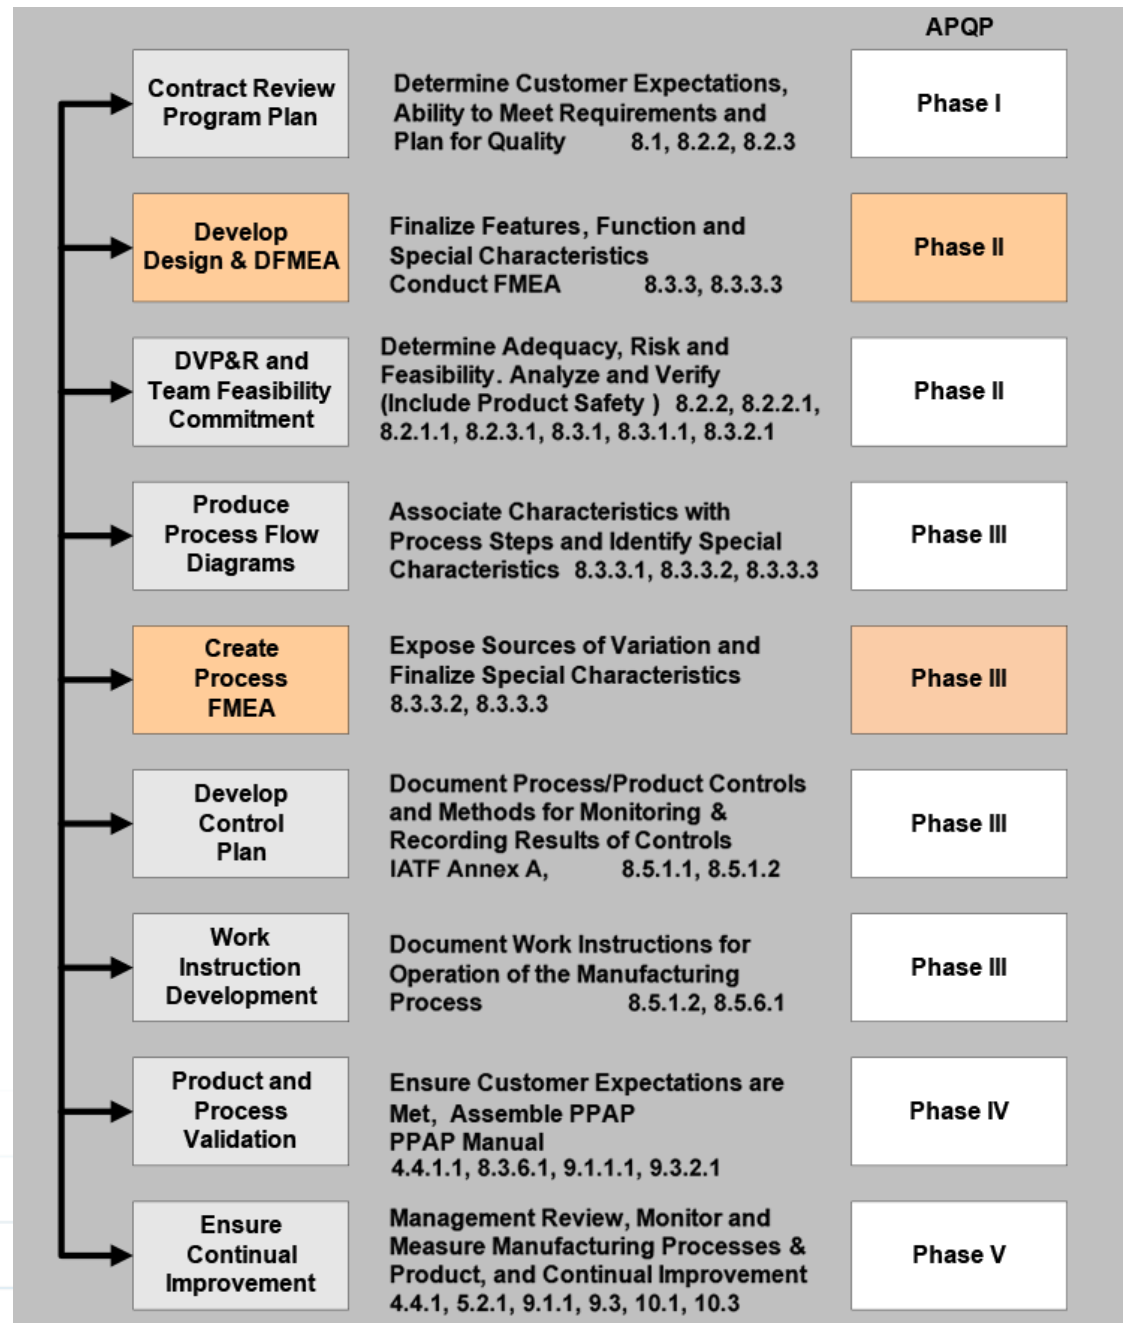 APQP
Contract Review
Program Plan
Determine Customer Expectations,
Ability to Meet Requirements and
Plan for Quality 8.1, 8.2.2, 8.2.3
Phase I
Develop
Design & DFMEA
Finalize Features, Function and
Special Characteristics
Conduct FMEA 8.3.3, 8.3.3.3
Phase II
DVP&R and
Team Feasibility
Commitment
Determine Adequacy, Risk and
Feasibility. Analyze and Verify
(Include Product Safety ) 8.2.2, 8.2.2.1,
8.2.1.1, 8.2.3.1, 8.3.1, 8.3.1.1, 8.3.2.1
Phase II
Produce
Process Flow
Diagrams
Associate Characteristics with
Process Steps and Identify Special
Characteristics 8.3.3.1, 8.3.3.2, 8.3.3.3
Phase III
Create
Process
FMEA
Expose Sources of Variation and
Finalize Special Characteristics
8.3.3.2, 8.3.3.3
Phase III
Develop
Control
Plan
Document Process/Product Controls
and Methods for Monitoring &
Recording Results of Controls
IATF Annex A, 8.5.1.1, 8.5.1.2
Phase III
Work
Instruction
Development
Document Work Instructions for
Operation of the Manufacturing
Process 8.5.1.2, 8.5.6.1
Phase III
Product and
Process
Validation
Ensure Customer Expectations are
Met, Assemble PPAP
PPAP Manual
4.4.1.1, 8.3.6.1, 9.1.1.1, 9.3.2.1
Phase IV
Ensure
Continual
Improvement
Management Review, Monitor and
Measure Manufacturing Processes &
Product, and Continual Improvement
4.4.1, 5.2.1, 9.1.1, 9.3, 10.1, 10.3
Phase V